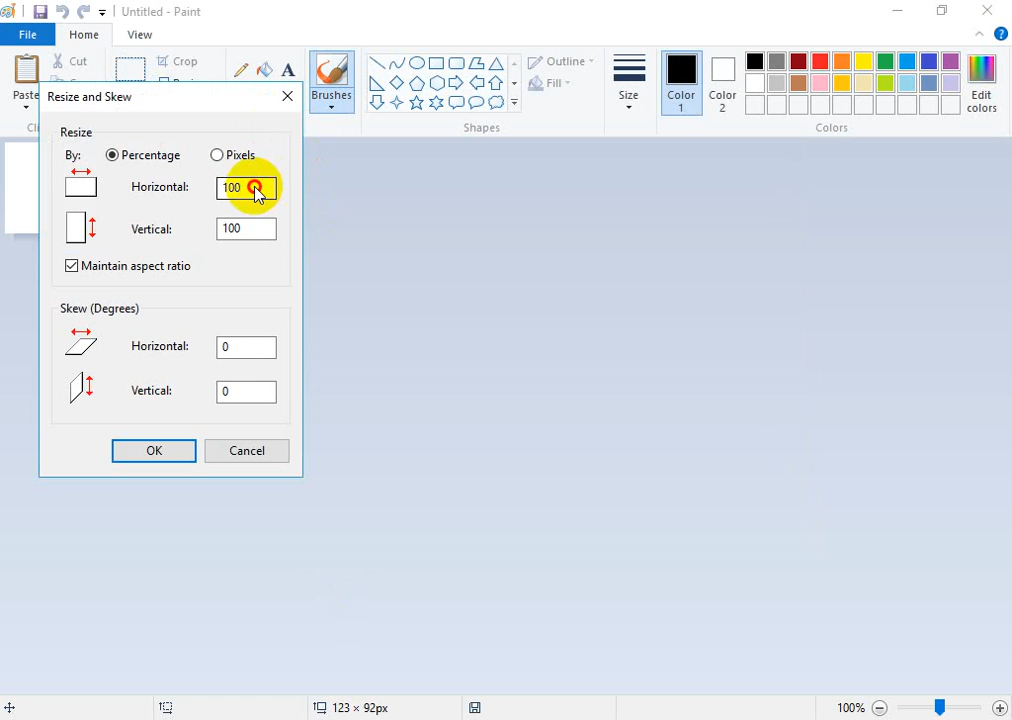 Untitled - Paint
File Home View
Paste Cut Crop
Brushes
Outline
Fill
Shapes
Size
Color 1
Color 2
Edit colors
Colors
Resize and Skew
Resize
By: Percentage Pixels
Horizontal: 100
Vertical: 100
Maintain aspect ratio
Skew (Degrees)
Horizontal: 0
Vertical: 0
OK Cancel
123 × 92px
100%